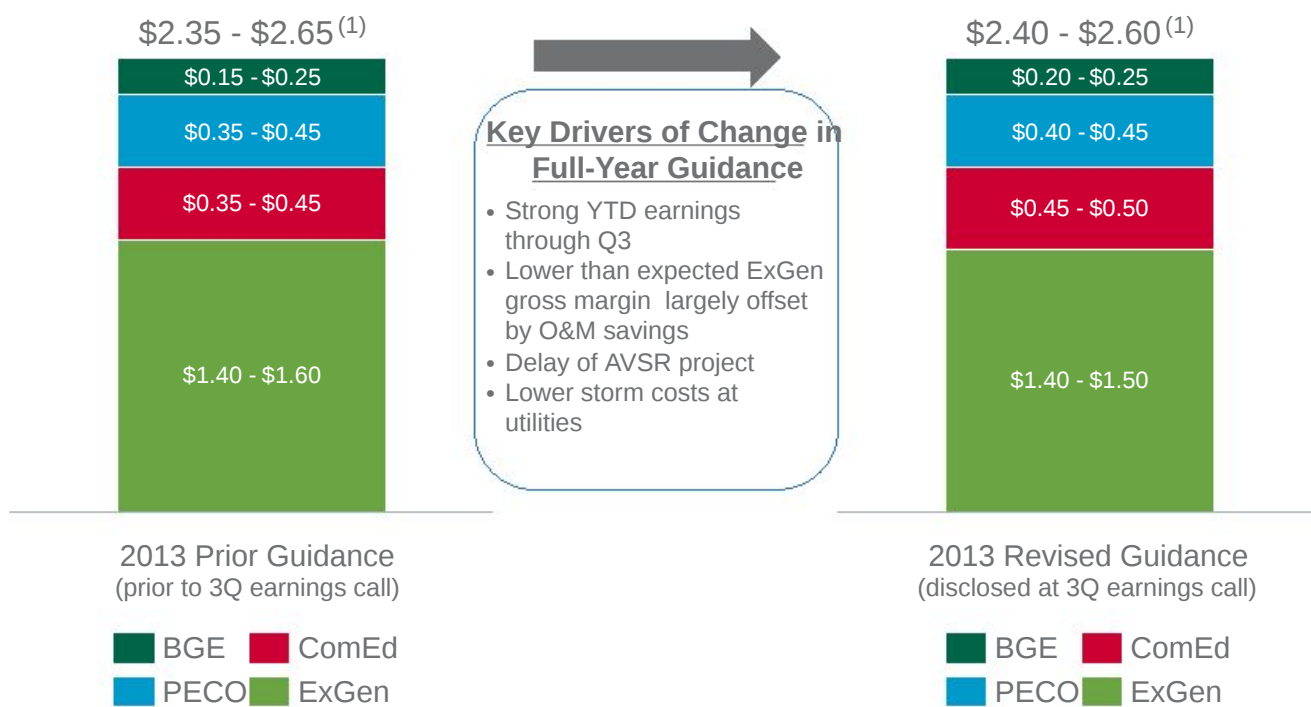 $2.35 - $2.65 (1)
$0.15 - $0.25
$0.35 - $0.45
$0.35 - $0.45
$1.40 - $1.60
2013 Prior Guidance
(prior to 3Q earnings call)
BGE
ComEd
PECO
ExGen
Key Drivers of Change in
Full-Year Guidance
• Strong YTD earnings
through Q3
• Lower than expected ExGen
gross margin largely offset
by O&M savings
• Delay of AVSR project
• Lower storm costs at
utilities
$2.40 - $2.60 (1)
$0.20 - $0.25
$0.40 - $0.45
$0.45 - $0.50
$1.40 - $1.50
2013 Revised Guidance
(disclosed at 3Q earnings call)
BGE
ComEd
PECO
ExGen